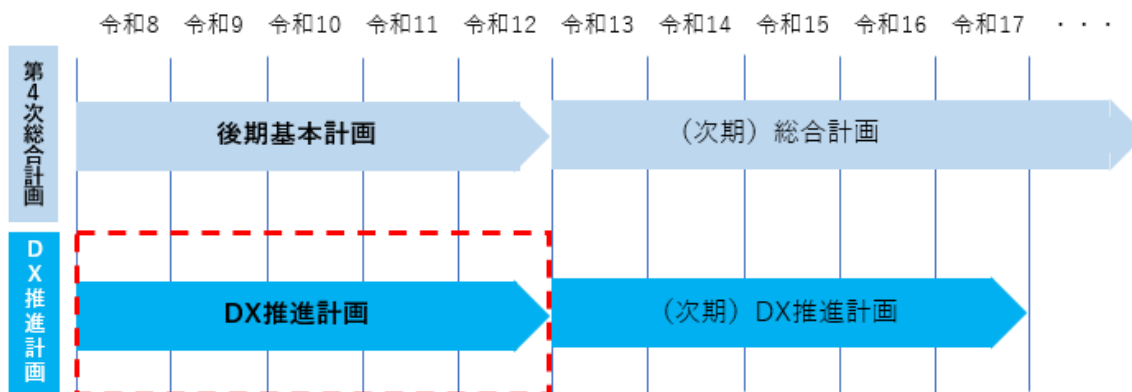 令和8 令和9 令和10 令和11 令和12 令和13 令和14 令和15 令和16 令和17 ・・・
第4次総合計画
後期基本計画
（次期）総合計画
DX推進計画
DX推進計画
（次期）DX推進計画